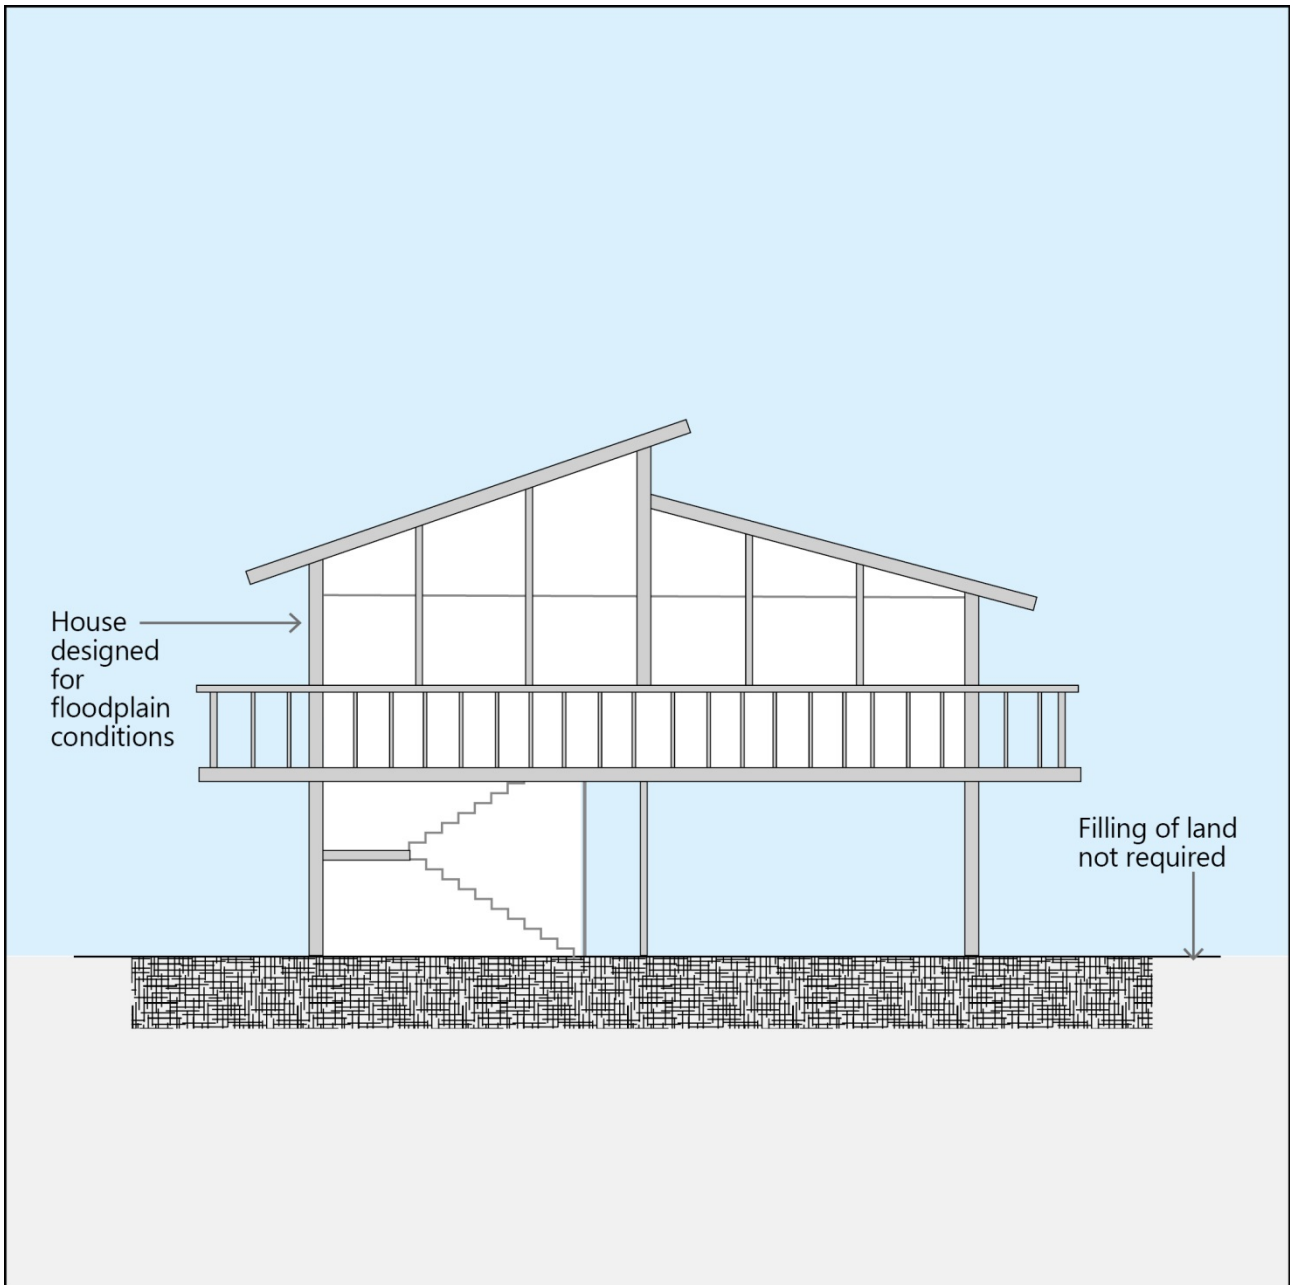 House
designed
for
floodplain
conditions
Filling of land
not required